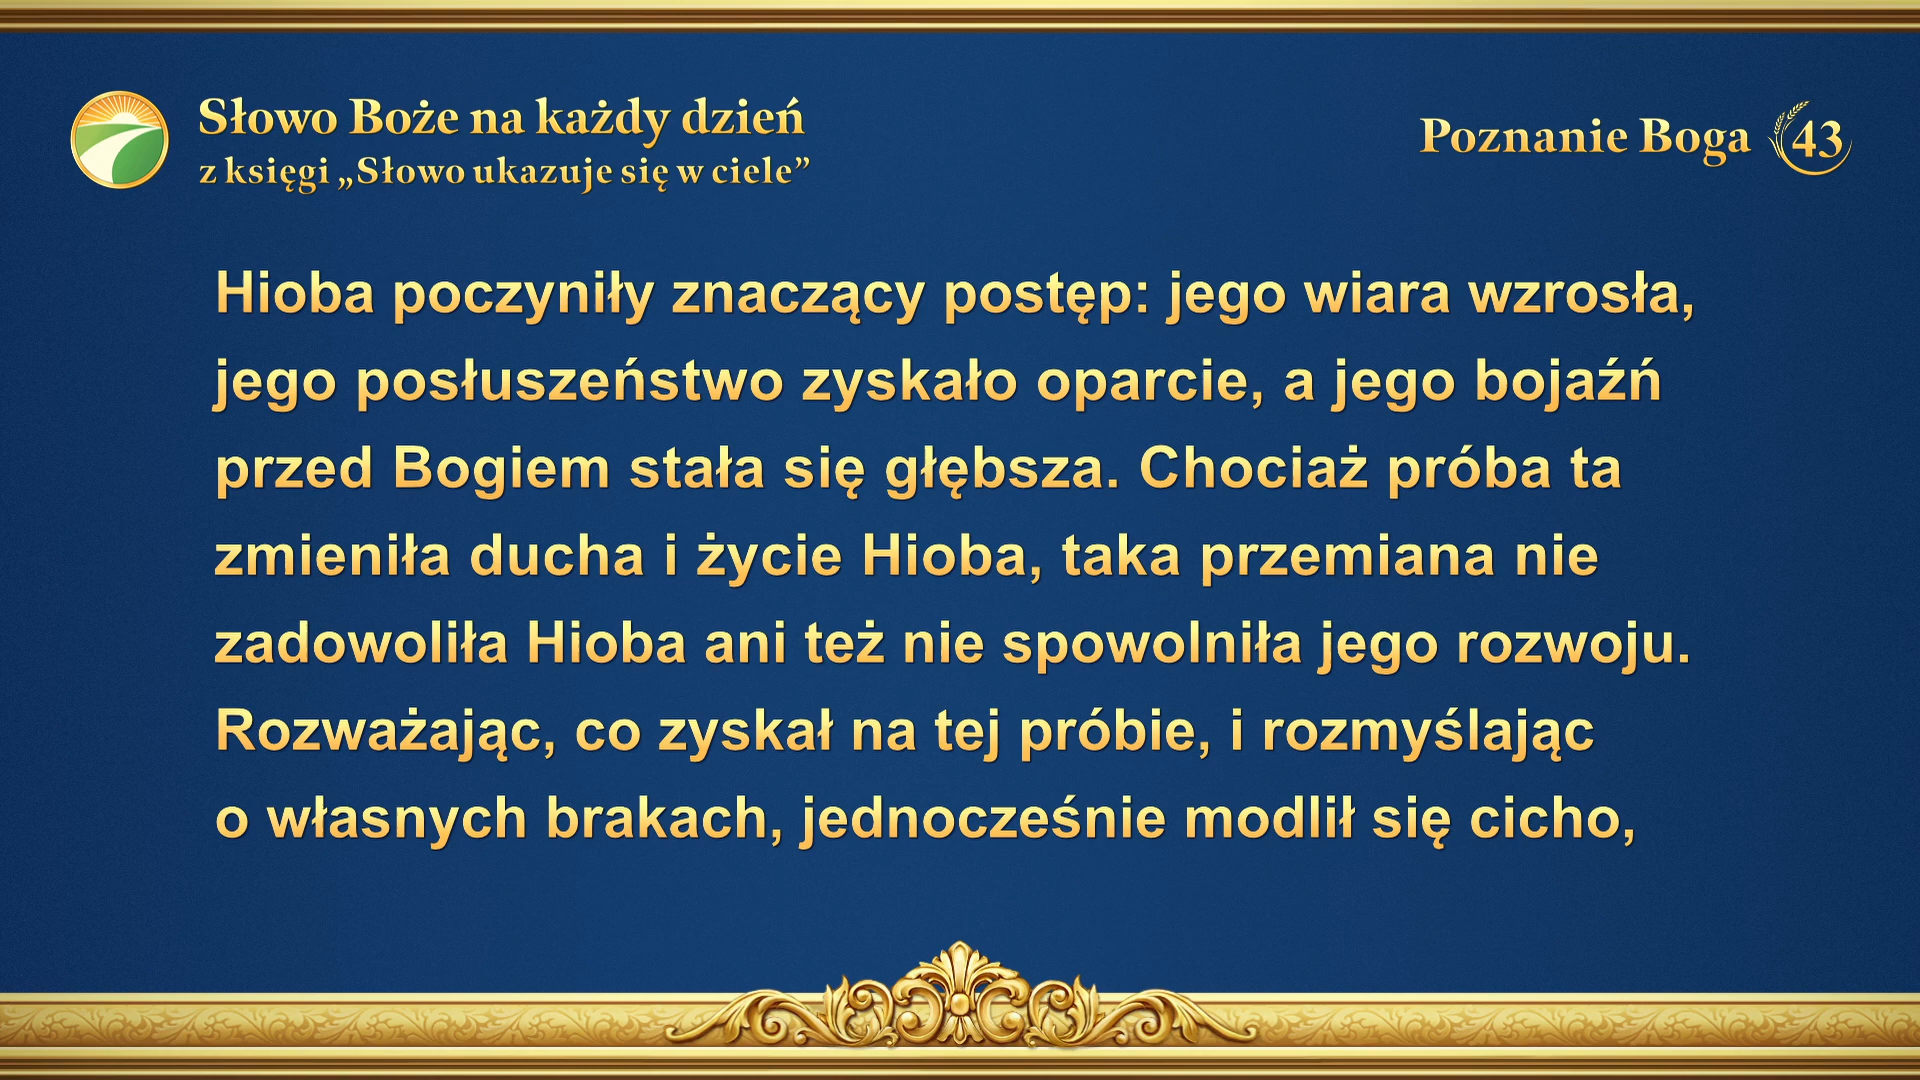 Słowo Boże na każdy dzień
z księgi „Słowo ukazuje się w ciele”
Poznanie Boga 43
Hioba poczyniły znaczący postęp: jego wiara wzrosła,
jego posłuszeństwo zyskało oparcie, a jego bojaźń
przed Bogiem stała się głębsza. Chociaż próba ta
zmieniła ducha i życie Hioba, taka przemiana nie
zadowoliła Hioba ani też nie spowolniła jego rozwoju.
Rozważając, co zyskał na tej próbie, i rozmyślając
o własnych brakach, jednocześnie modlił się cicho,